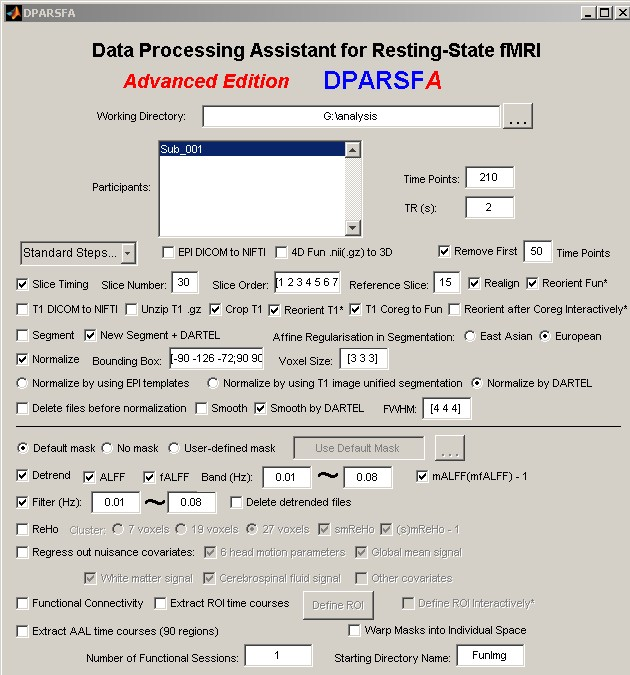 DPARSFA
Data Processing Assistant for Resting-State fMRI
Advanced Edition DPARSFA
Working Directory: G:\analysis ...
Participants: Sub_001
Time Points: 210
TR (s): 2
Standard Steps... EPI DICOM to NIFTI 4D Fun .nii(.gz) to 3D Remove First 50 Time Points
Slice Timing Slice Number: 30 Slice Order: [1 2 3 4 5 6 7 Reference Slice: 15 Realign Reorient Fun*
T1 DICOM to NIFTI Unzip T1 .gz Crop T1 Reorient T1* T1 Coreg to Fun Reorient after Coreg Interactively*
Segment New Segment + DARTEL Affine Regularisation in Segmentation: East Asian European
Normalize Bounding Box: [-90 -126 -72;90 90 Voxel Size: [3 3 3]
Normalize by using EPI templates Normalize by using T1 image unified segmentation Normalize by DARTEL
Delete files before normalization Smooth Smooth by DARTEL FWHM: [4 4 4]
Default mask No mask User-defined mask Use Default Mask ...
Detrend ALFF fALFF Band (Hz): 0.01 ~ 0.08 mALFF(mfALFF) - 1
Filter (Hz): 0.01 ~ 0.08 Delete detrended files
ReHo Cluster: 7 voxels 19 voxels 27 voxels smReHo (s)mReHo - 1
Regress out nuisance covariates: 6 head motion parameters Global mean signal
White matter signal Cerebrospinal fluid signal Other covariates
Functional Connectivity Extract ROI time courses Define ROI Define ROI Interactively*
Extract AAL time courses (90 regions) Warp Masks into Individual Space
Number of Functional Sessions: 1 Starting Directory Name: FunImg